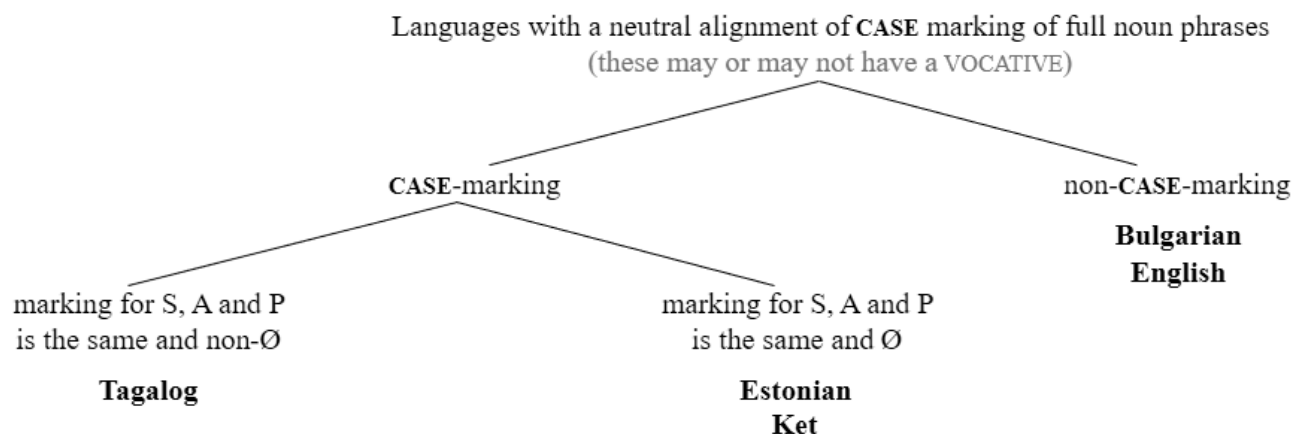 Languages with a neutral alignment of CASE marking of full noun phrases
(these may or may not have a VOCATIVE)
CASE-marking
non-CASE-marking
Bulgarian
English
marking for S, A and P
is the same and non-Ø
Tagalog
marking for S, A and P
is the same and Ø
Estonian
Ket